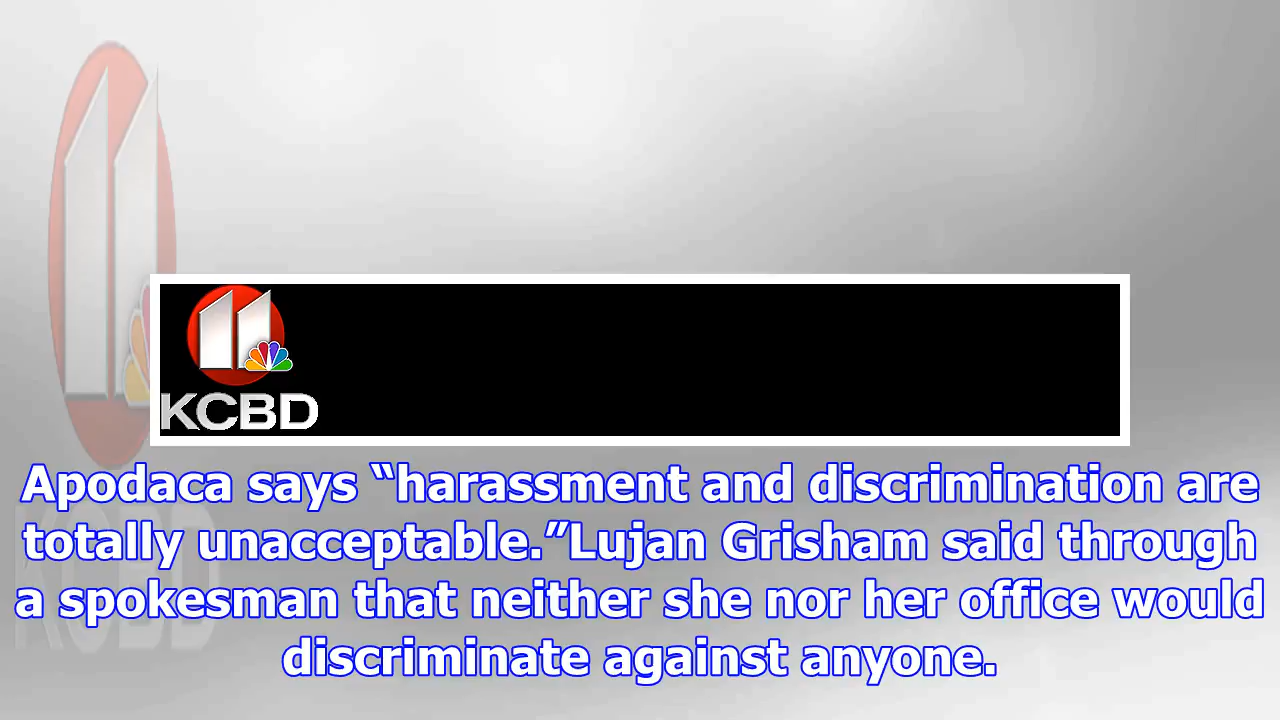 KCBD
Apodaca says “harassment and discrimination are
totally unacceptable.”Lujan Grisham said through
a spokesman that neither she nor her office would
discriminate against anyone.
KCBD